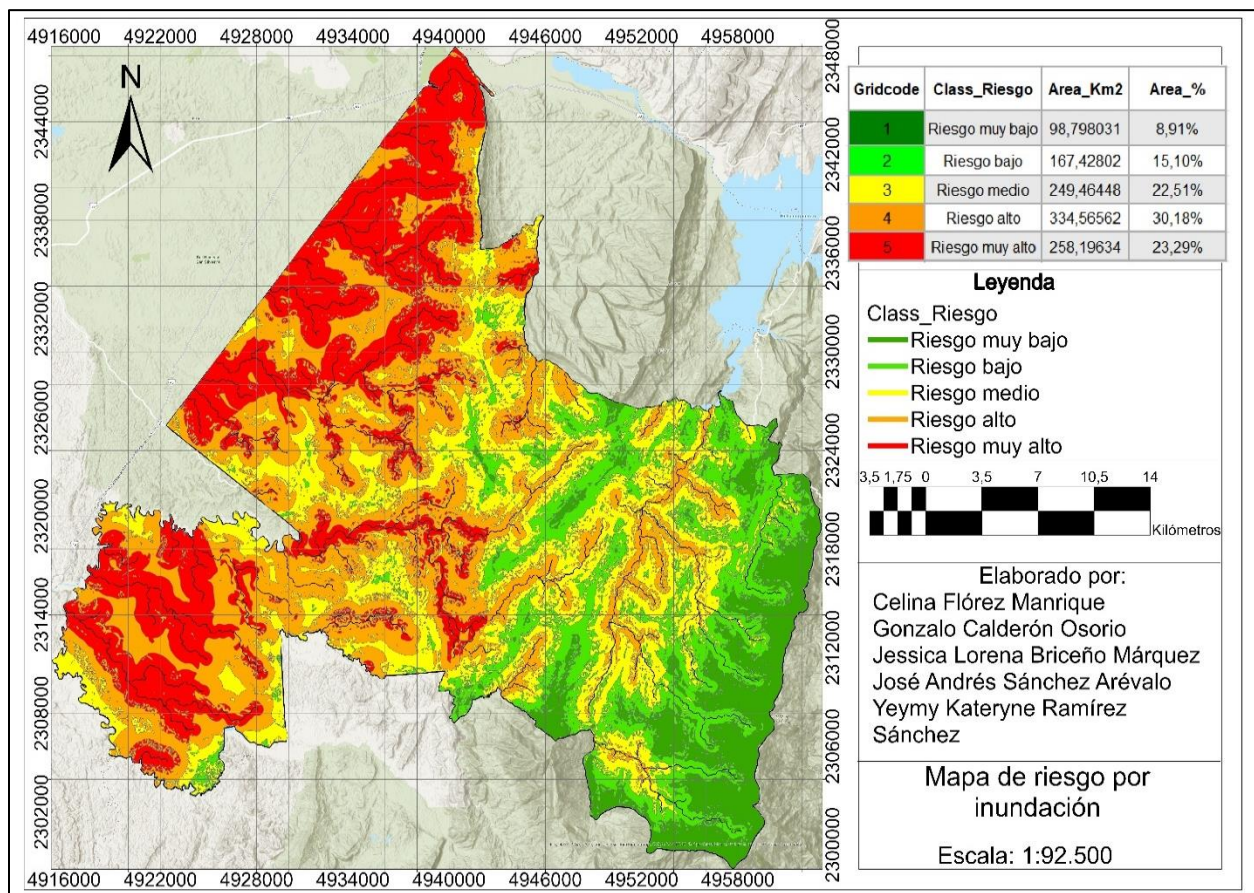 4916000 4922000 4928000 4934000 4940000 4946000 4952000 4958000
N
2344000
2338000
2332000
2326000
2320000
2314000
2308000
2302000
2348000
2342000
2336000
2330000
2324000
2318000
2312000
2306000
2300000
4916000 4922000 4928000 4934000 4940000 4946000 4952000 4958000
Gridcode Class_Riesgo Area_Km2 Area_%
1 Riesgo muy bajo 98,798031 8,91%
2 Riesgo bajo 167,42802 15,10%
3 Riesgo medio 249,46448 22,51%
4 Riesgo alto 334,56562 30,18%
5 Riesgo muy alto 258,19634 23,29%
Leyenda
Class_Riesgo
Riesgo muy bajo
Riesgo bajo
Riesgo medio
Riesgo alto
Riesgo muy alto
3,5 1,75 0 3,5 7 10,5 14
Kilómetros
Elaborado por:
Celina Flórez Manrique
Gonzalo Calderón Osorio
Jessica Lorena Briceño Márquez
José Andrés Sánchez Arévalo
Yeymy Kateryne Ramírez
Sánchez
Mapa de riesgo por
inundación
Escala: 1:92.500